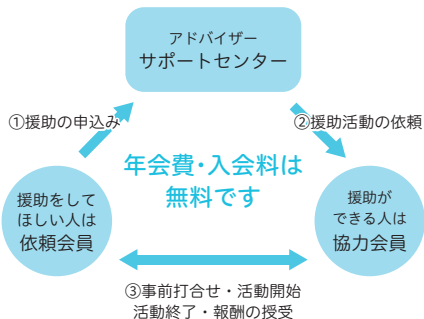 アドバイザー
サポートセンター
①援助の申込み
②援助活動の依頼
年会費・入会料は
無料です
援助をして
ほしい人は
依頼会員
援助が
できる人は
協力会員
③事前打合せ・活動開始
活動終了・報酬の授受